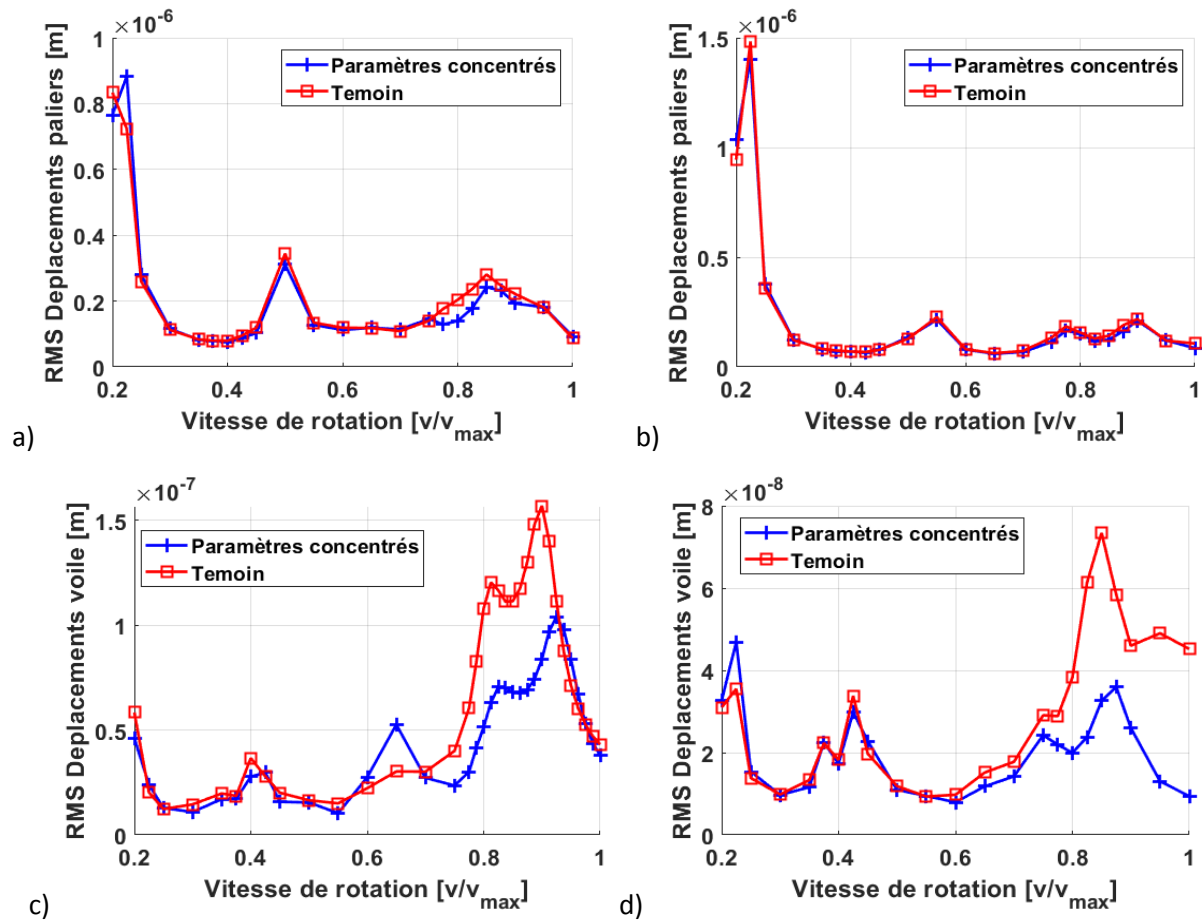 ×10⁻⁶
RMS Deplacements paliers [m]
1
0.8
0.6
0.4
0.2
0
Paramètres concentrés
Temoin
0.2 0.4 0.6 0.8 1
Vitesse de rotation [v/v_max]
a)
×10⁻⁶
RMS Deplacements paliers [m]
1.5
1
0.5
0
Paramètres concentrés
Temoin
0.2 0.4 0.6 0.8 1
Vitesse de rotation [v/v_max]
b)
×10⁻⁷
RMS Deplacements voile [m]
1.5
1
0.5
0
Paramètres concentrés
Temoin
0.2 0.4 0.6 0.8 1
Vitesse de rotation [v/v_max]
c)
×10⁻⁸
RMS Deplacements voile [m]
8
6
4
2
0
Paramètres concentrés
Temoin
0.2 0.4 0.6 0.8 1
Vitesse de rotation [v/v_max]
d)